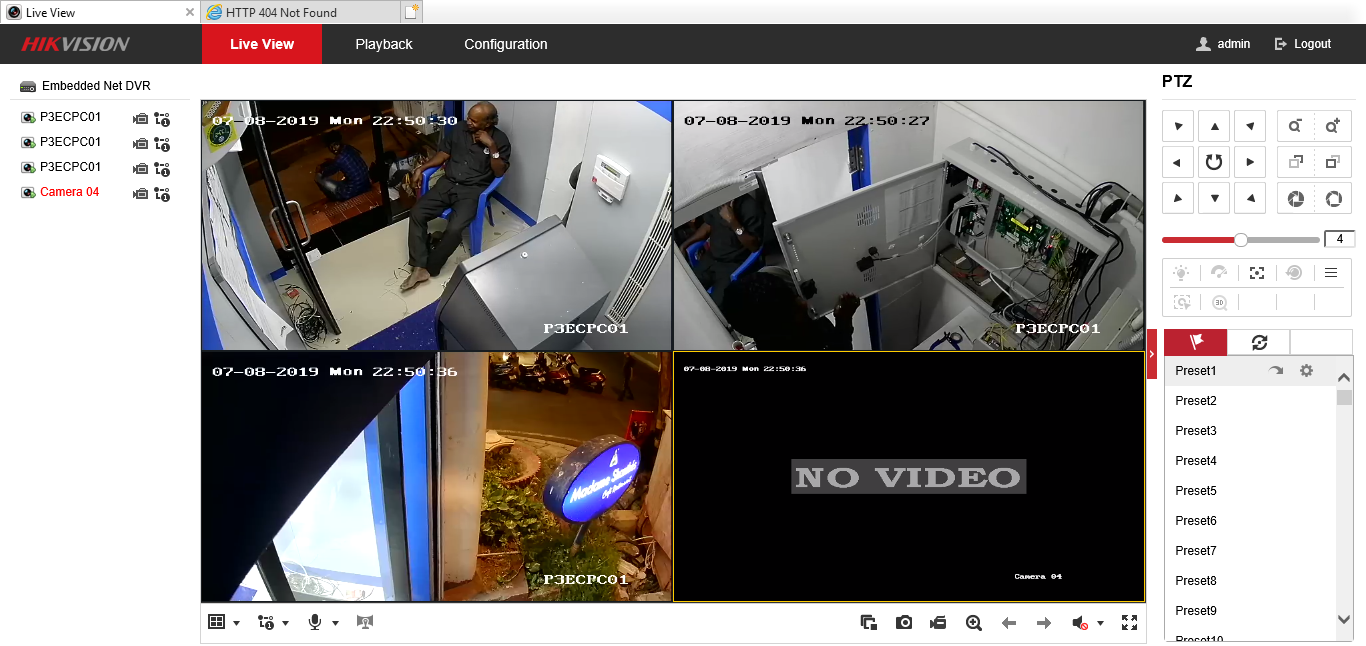 Live View
HTTP 404 Not Found
HIKVISION
Live View
Playback
Configuration
admin
Logout
Embedded Net DVR
P3ECPC01
P3ECPC01
P3ECPC01
Camera 04
07-08-2019 Mon 22:50:30
P3ECPC01
07-08-2019 Mon 22:50:27
P3ECPC01
07-08-2019 Mon 22:50:36
P3ECPC01
07-08-2019 Mon 22:50:36
NO VIDEO
Camera 04
PTZ
4
3D
Preset1
Preset2
Preset3
Preset4
Preset5
Preset6
Preset7
Preset8
Preset9
Preset10